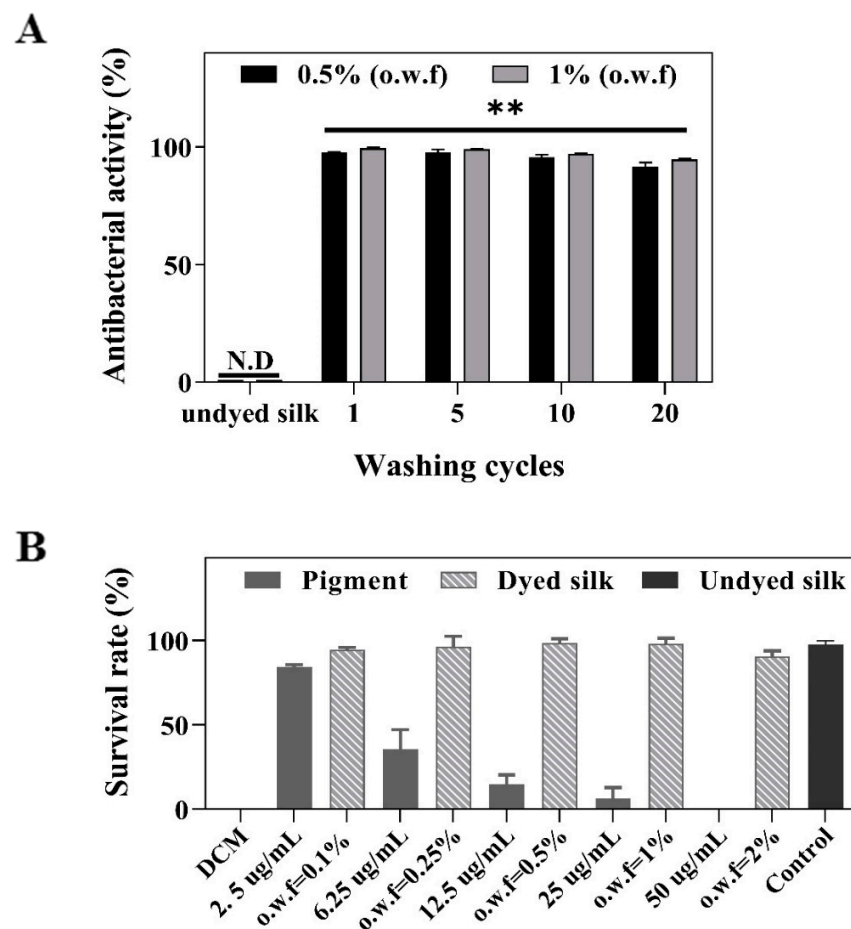 A
Antibacterial activity (%)
0.5% (o.w.f) 1% (o.w.f)
**
100
50
0
N.D
undyed silk 1 5 10 20
Washing cycles
B
Survival rate (%)
Pigment Dyed silk Undyed silk
100
50
0
DCM
2. 5 ug/mL
o.w.f=0.1%
6.25 ug/mL
o.w.f=0.25%
12.5 ug/mL
o.w.f=0.5%
25 ug/mL
o.w.f=1%
50 ug/mL
o.w.f=2%
Control